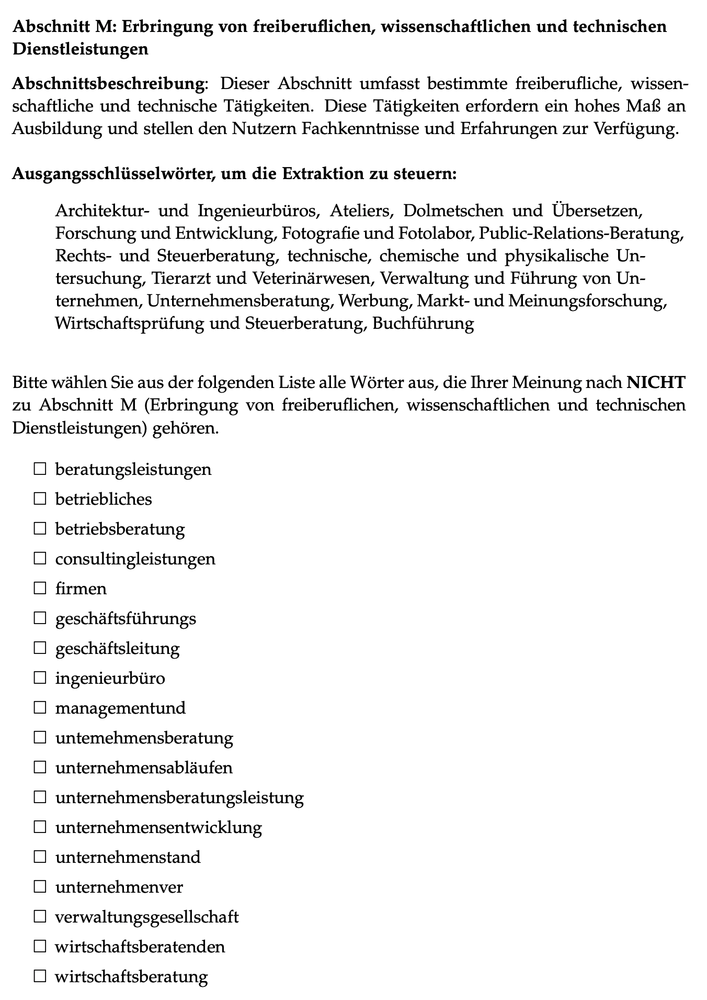 Abschnitt M: Erbringung von freiberuflichen, wissenschaftlichen und technischen
Dienstleistungen
Abschnittsbeschreibung: Dieser Abschnitt umfasst bestimmte freiberufliche, wissen-
schaftliche und technische Tätigkeiten. Diese Tätigkeiten erfordern ein hohes Maß an
Ausbildung und stellen den Nutzern Fachkenntnisse und Erfahrungen zur Verfügung.
Ausgangsschlüsselwörter, um die Extraktion zu steuern:
Architektur- und Ingenieurbüros, Ateliers, Dolmetschen und Übersetzen,
Forschung und Entwicklung, Fotografie und Fotolabor, Public-Relations-Beratung,
Rechts- und Steuerberatung, technische, chemische und physikalische Un-
tersuchung, Tierarzt und Veterinärwesen, Verwaltung und Führung von Un-
ternehmen, Unternehmensberatung, Werbung, Markt- und Meinungsforschung,
Wirtschaftsprüfung und Steuerberatung, Buchführung
Bitte wählen Sie aus der folgenden Liste alle Wörter aus, die Ihrer Meinung nach NICHT
zu Abschnitt M (Erbringung von freiberuflichen, wissenschaftlichen und technischen
Dienstleistungen) gehören.
☐ beratungsleistungen
☐ betriebliches
☐ betriebsberatung
☐ consultingleistungen
☐ firmen
☐ geschäftsführungs
☐ geschäftsleitung
☐ ingenieurbüro
☐ managementund
☐ untemehmensberatung
☐ unternehmensabläufen
☐ unternehmensberatungsleistung
☐ unternehmensentwicklung
☐ unternehmenstand
☐ unternehmenver
☐ verwaltungsgesellschaft
☐ wirtschaftsberatenden
☐ wirtschaftsberatung